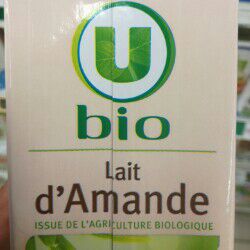 U
bio
Lait
d'Amande
ISSUE DE L'AGRICULTURE BIOLOGIQUE